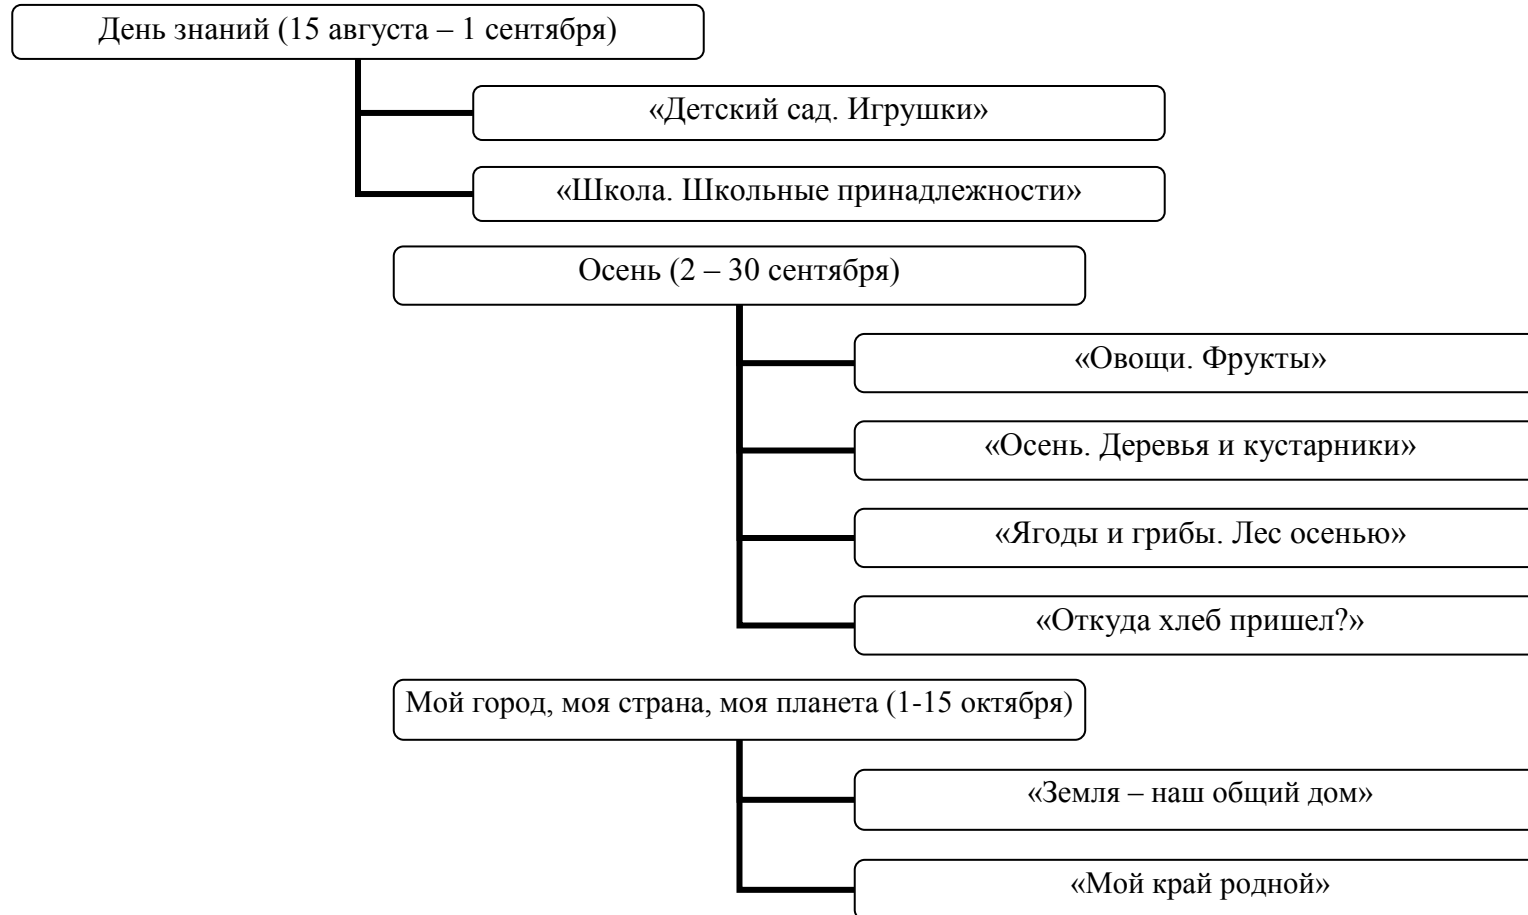 День знаний (15 августа – 1 сентября)
«Детский сад. Игрушки»
«Школа. Школьные принадлежности»
Осень (2 – 30 сентября)
«Овощи. Фрукты»
«Осень. Деревья и кустарники»
«Ягоды и грибы. Лес осенью»
«Откуда хлеб пришел?»
Мой город, моя страна, моя планета (1-15 октября)
«Земля – наш общий дом»
«Мой край родной»